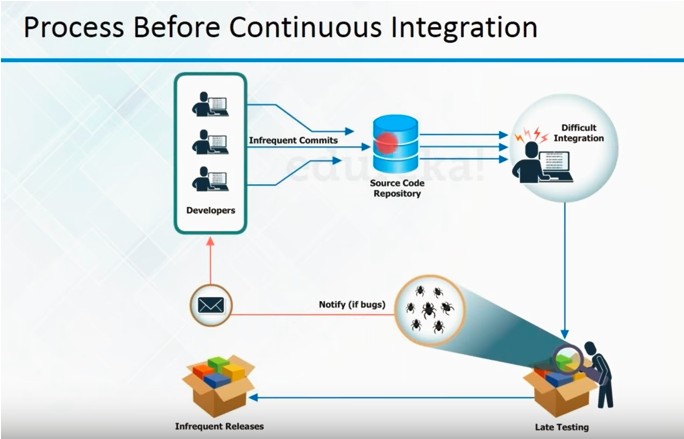 Process Before Continuous Integration
Infrequent Commits
Difficult
Integration
Source Code
Repository
Developers
Notify (if bugs)
Infrequent Releases
Late Testing